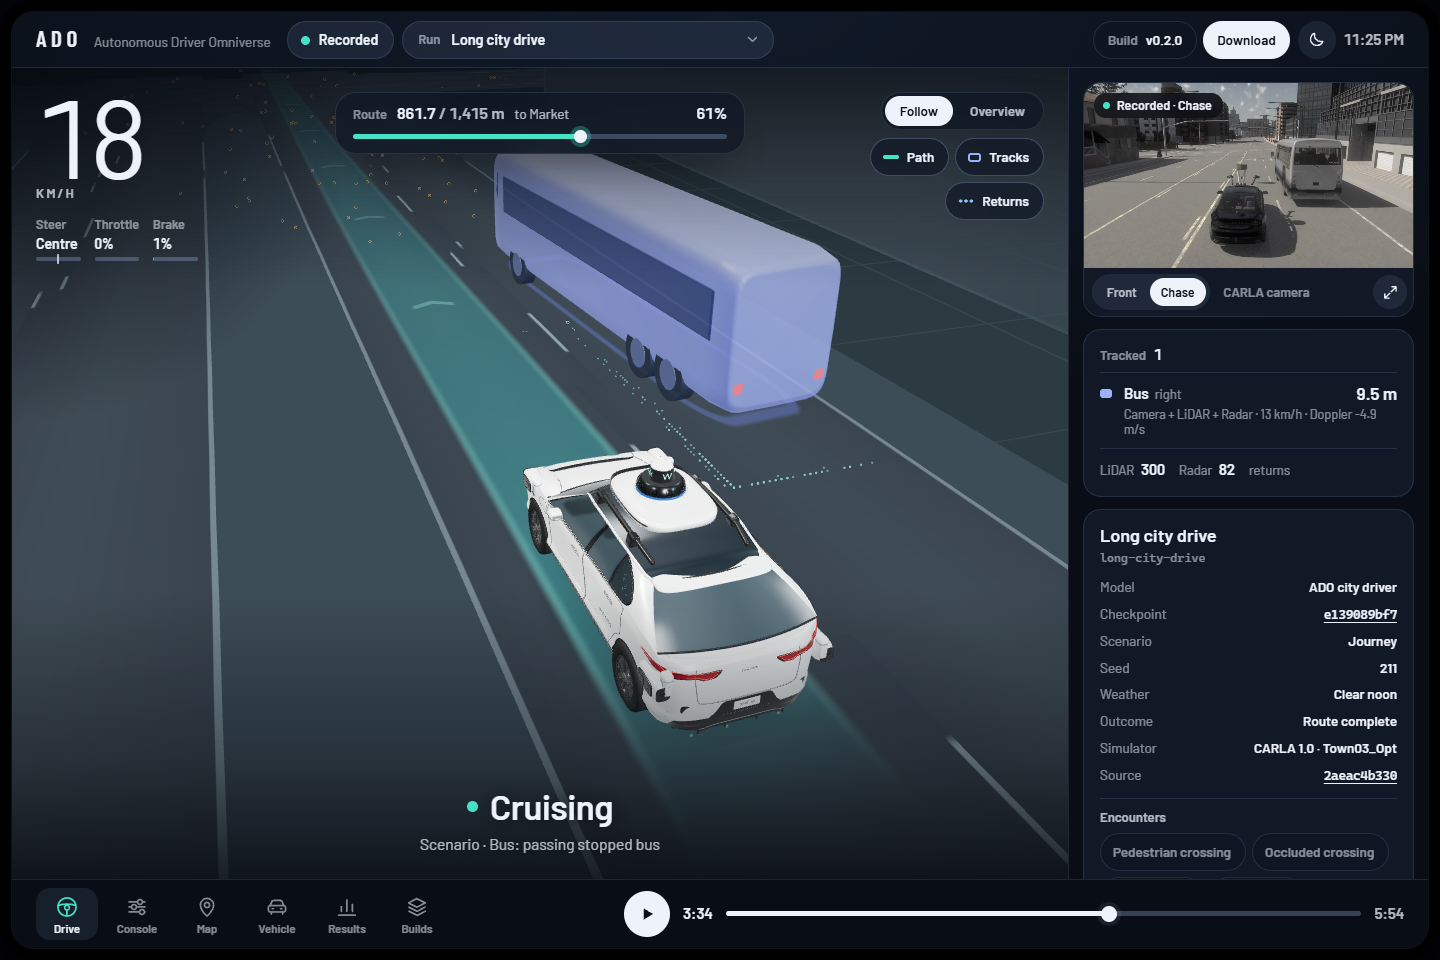 ADO Autonomous Driver Omniverse
Recorded
Run Long city drive
Build v0.2.0
Download
11:25 PM
18
KM/H
Steer Throttle Brake
Centre 0% 1%
Route 861.7 / 1,415 m to Market 61%
Follow Overview
Path Tracks
Returns
Recorded · Chase
Front Chase CARLA camera
Tracked 1
Bus right 9.5 m
Camera + LiDAR + Radar · 13 km/h · Doppler -4.9
m/s
LiDAR 300 Radar 82 returns
Long city drive
long-city-drive
Model ADO city driver
Checkpoint e139089bf7
Scenario Journey
Seed 211
Weather Clear noon
Outcome Route complete
Simulator CARLA 1.0 · Town03_Opt
Source 2aeac4b330
Encounters
Pedestrian crossing Occluded crossing
Cruising
Scenario · Bus: passing stopped bus
Drive Console Map Vehicle Results Builds
3:34 5:54